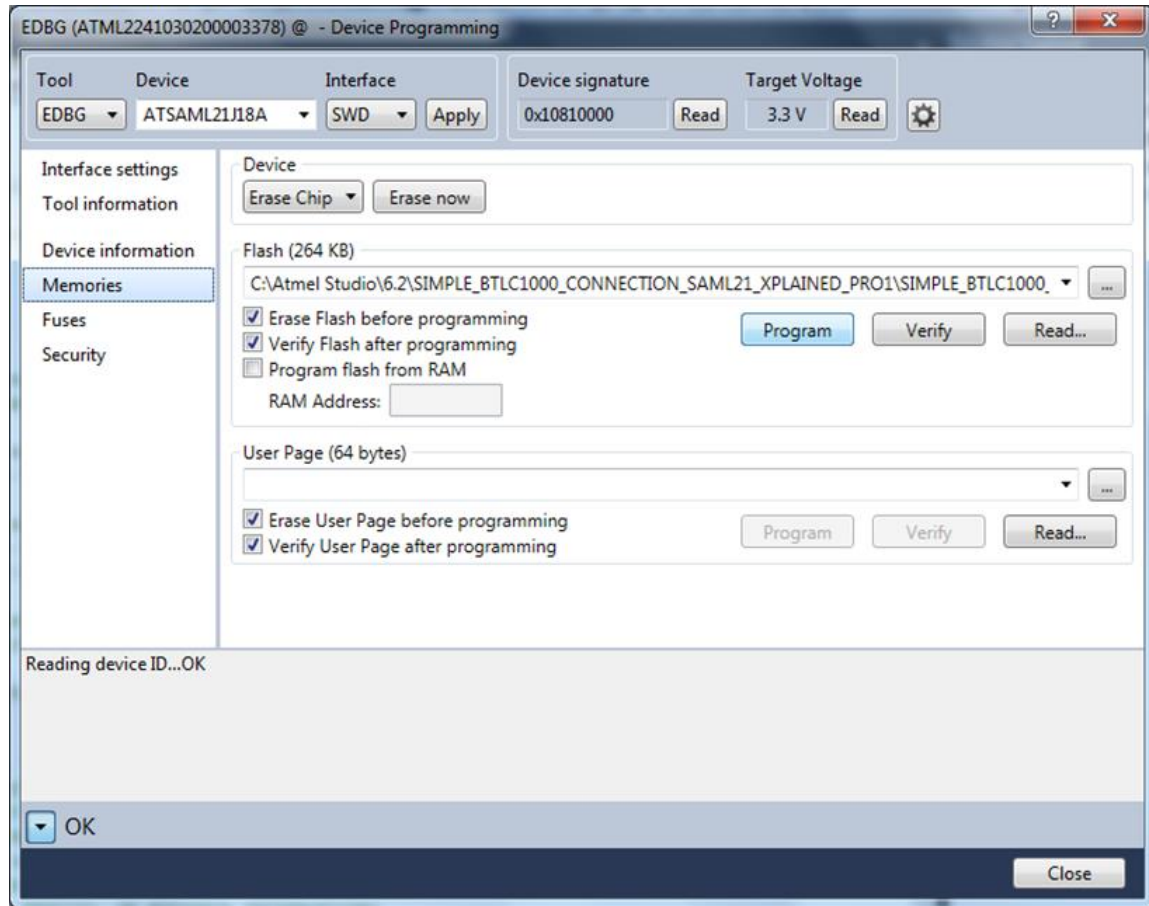 EDBG (ATML2241030200003378) @ - Device Programming
Tool Device Interface Device signature Target Voltage
EDBG ATSAML21J18A SWD Apply 0x10810000 Read 3.3 V Read
Interface settings
Tool information
Device information
Memories
Fuses
Security
Device
Erase Chip Erase now
Flash (264 KB)
C:\Atmel Studio\6.2\SIMPLE_BTLC1000_CONNECTION_SAML21_XPLAINED_PRO1\SIMPLE_BTLC1000_ ...
Erase Flash before programming
Verify Flash after programming
Program flash from RAM
RAM Address:
Program Verify Read...
User Page (64 bytes)
...
Erase User Page before programming
Verify User Page after programming
Program Verify Read...
Reading device ID...OK
OK
Close